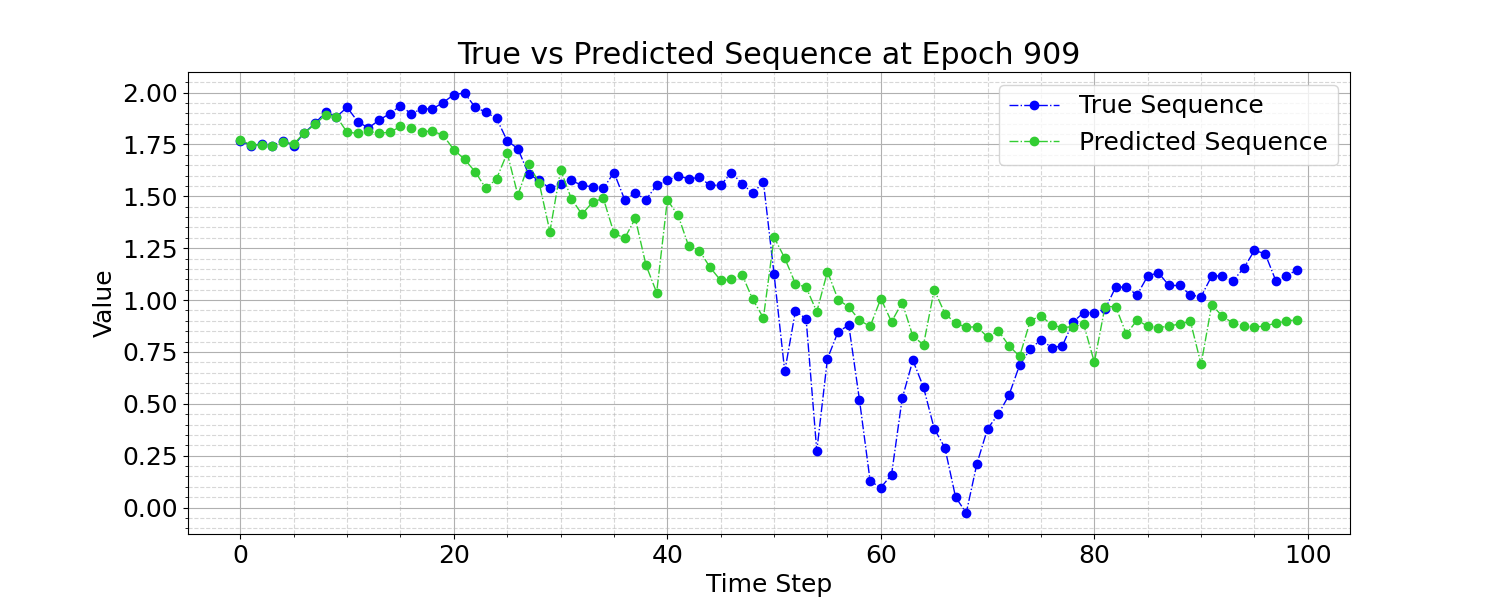 True vs Predicted Sequence at Epoch 909
True Sequence
Predicted Sequence
Value
2.00
1.75
1.50
1.25
1.00
0.75
0.50
0.25
0.00
0 20 40 60 80 100
Time Step